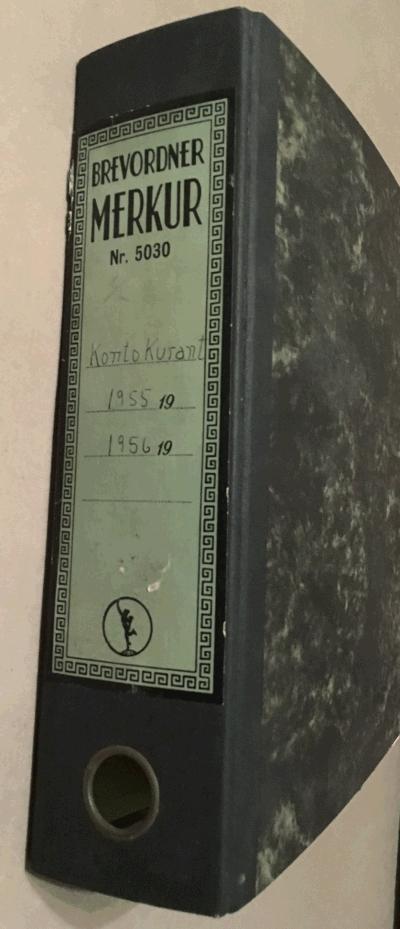 BREVORDNER
MERKUR
Nr. 5030
Konto Kurant
1955 19
1956 19